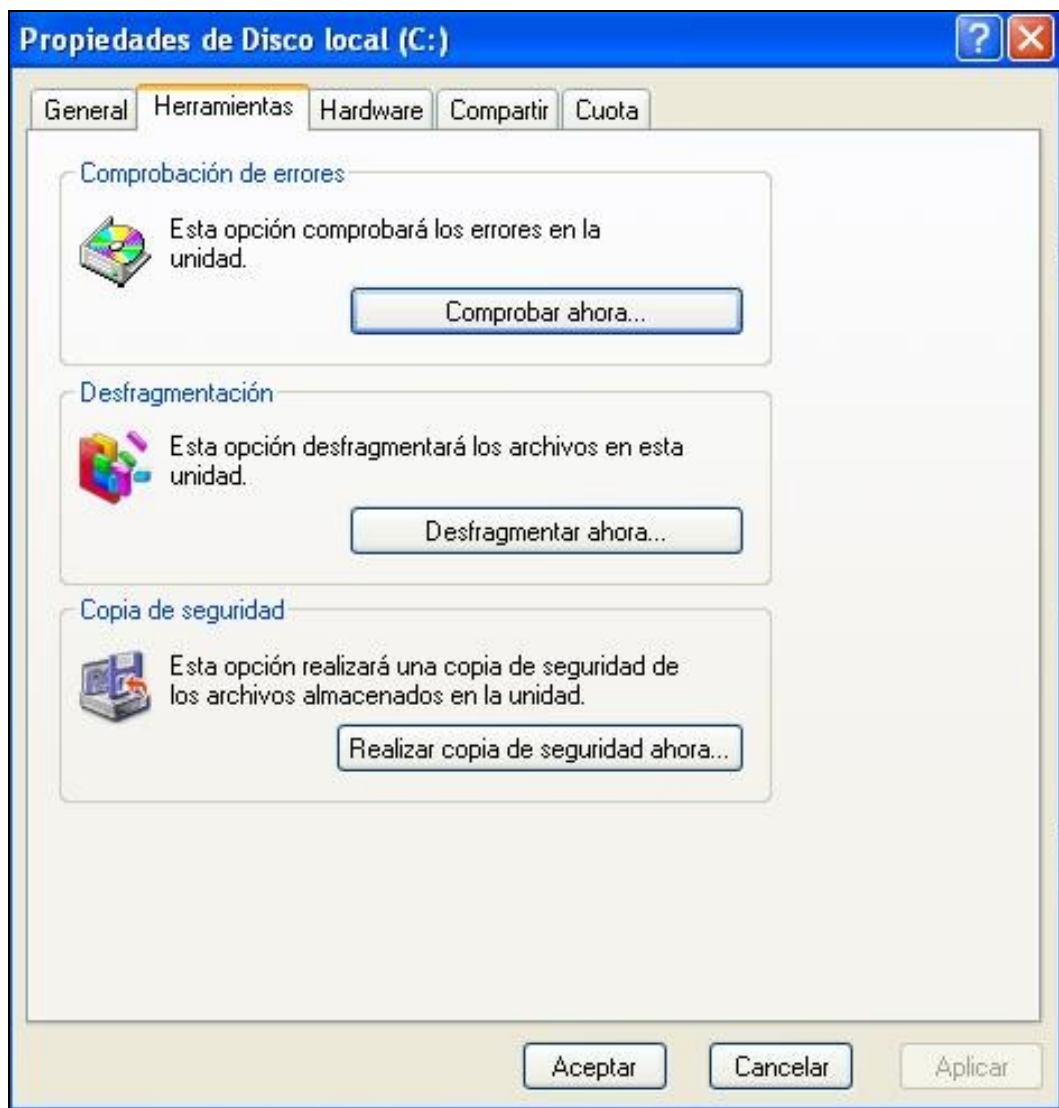 Propiedades de Disco local (C:)
General Herramientas Hardware Compartir Cuota
Comprobación de errores
Esta opción comprobará los errores en la
unidad.
Comprobar ahora...
Desfragmentación
Esta opción desfragmentará los archivos en esta
unidad.
Desfragmentar ahora...
Copia de seguridad
Esta opción realizará una copia de seguridad de
los archivos almacenados en la unidad.
Realizar copia de seguridad ahora...
Aceptar Cancelar Aplicar